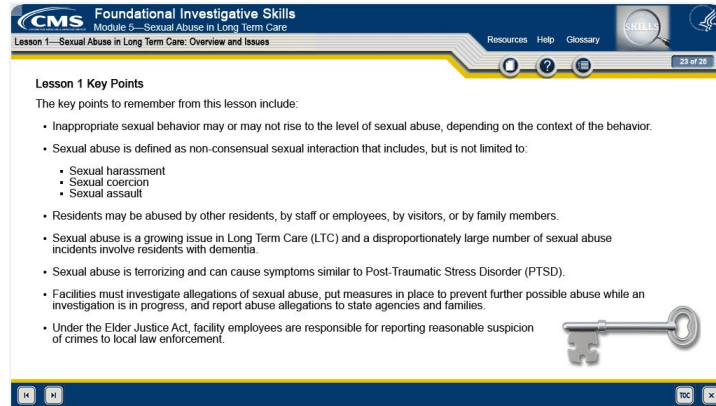 CMS
Foundational Investigative Skills
Module 5—Sexual Abuse in Long Term Care
SKILLS
Lesson 1—Sexual Abuse in Long Term Care: Overview and Issues
Resources Help Glossary
?
23 of 26
Lesson 1 Key Points
The key points to remember from this lesson include:
• Inappropriate sexual behavior may or may not rise to the level of sexual abuse, depending on the context of the behavior.
• Sexual abuse is defined as non-consensual sexual interaction that includes, but is not limited to:
▪ Sexual harassment
▪ Sexual coercion
▪ Sexual assault
• Residents may be abused by other residents, by staff or employees, by visitors, or by family members.
• Sexual abuse is a growing issue in Long Term Care (LTC) and a disproportionately large number of sexual abuse
incidents involve residents with dementia.
• Sexual abuse is terrorizing and can cause symptoms similar to Post-Traumatic Stress Disorder (PTSD).
• Facilities must investigate allegations of sexual abuse, put measures in place to prevent further possible abuse while an
investigation is in progress, and report abuse allegations to state agencies and families.
• Under the Elder Justice Act, facility employees are responsible for reporting reasonable suspicion
of crimes to local law enforcement.
TOC